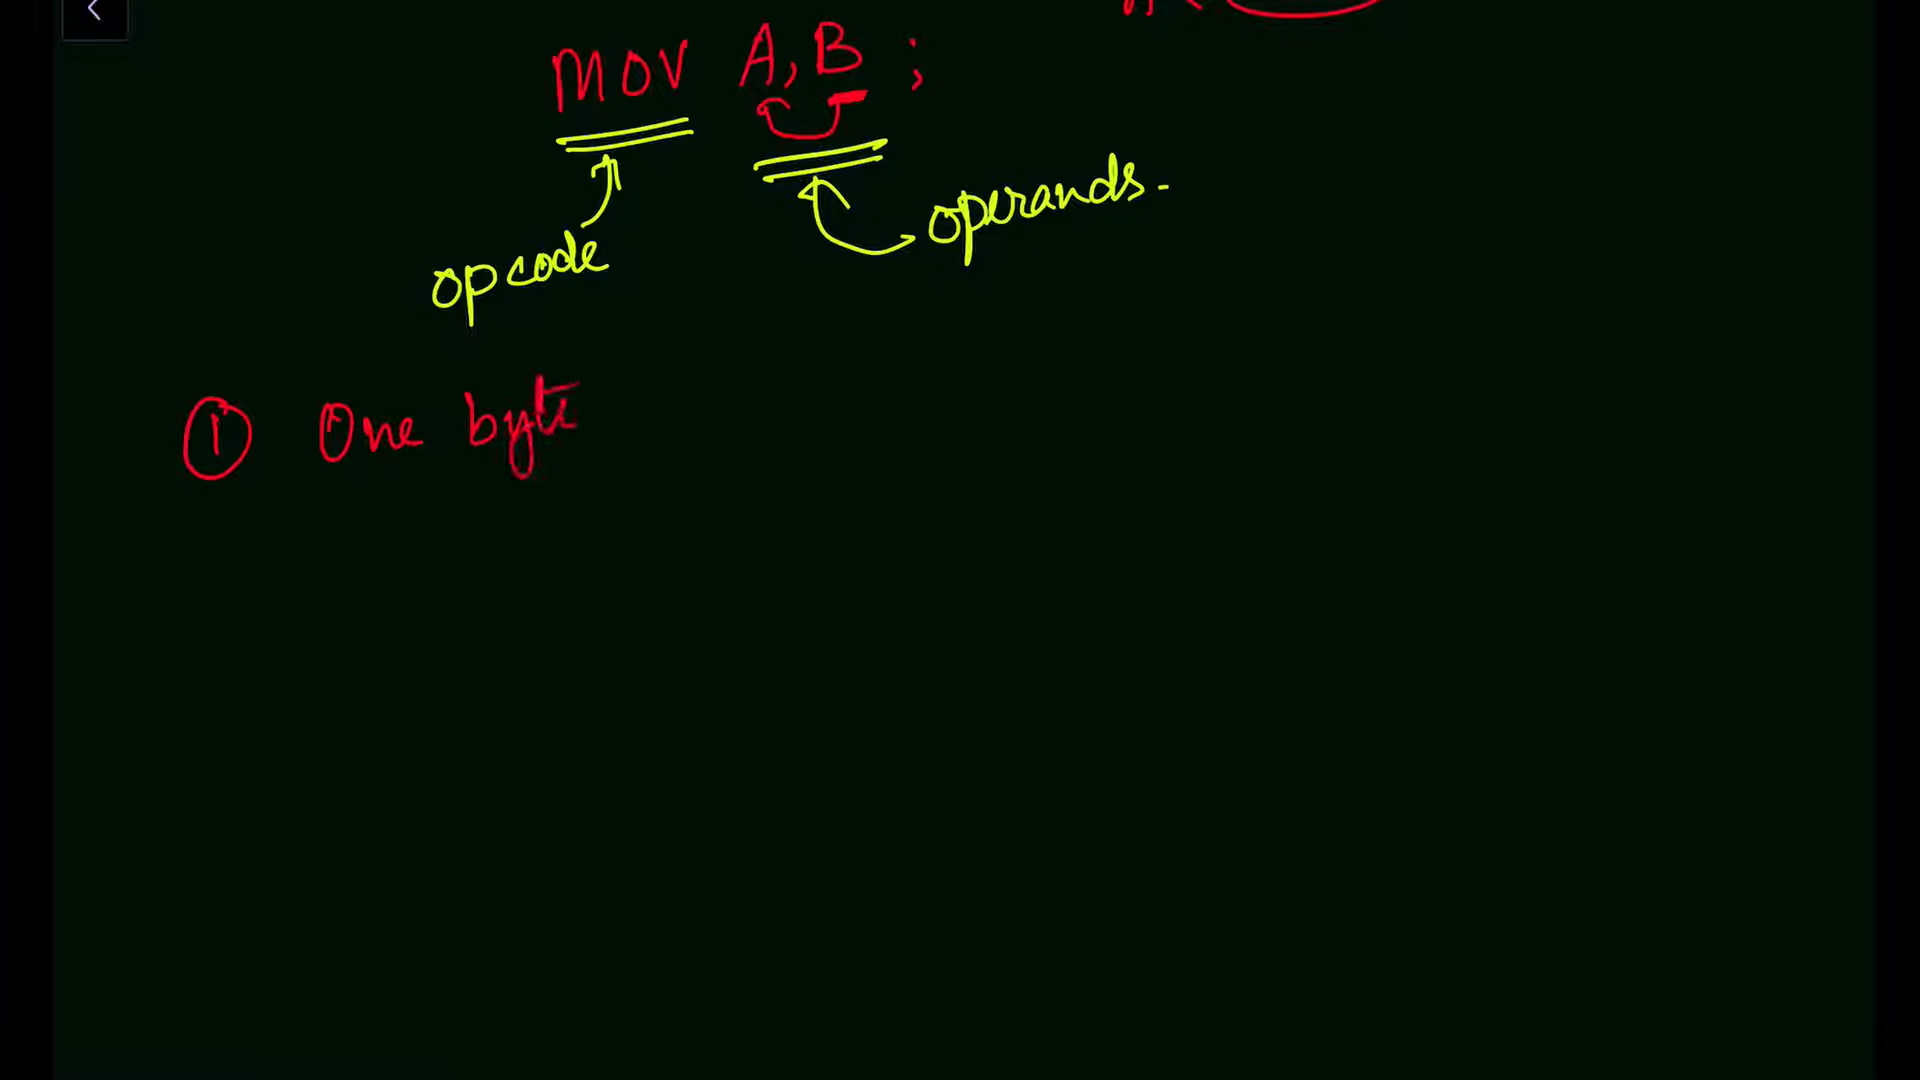 MOV A, B ;
operands.
opcode
① One byte